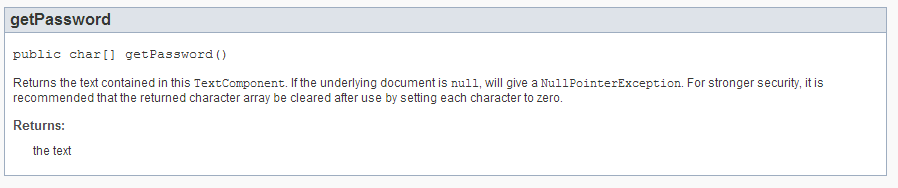 getPassword
public char[] getPassword()
Returns the text contained in this TextComponent. If the underlying document is null, will give a NullPointerException. For stronger security, it is
recommended that the returned character array be cleared after use by setting each character to zero.
Returns:
the text